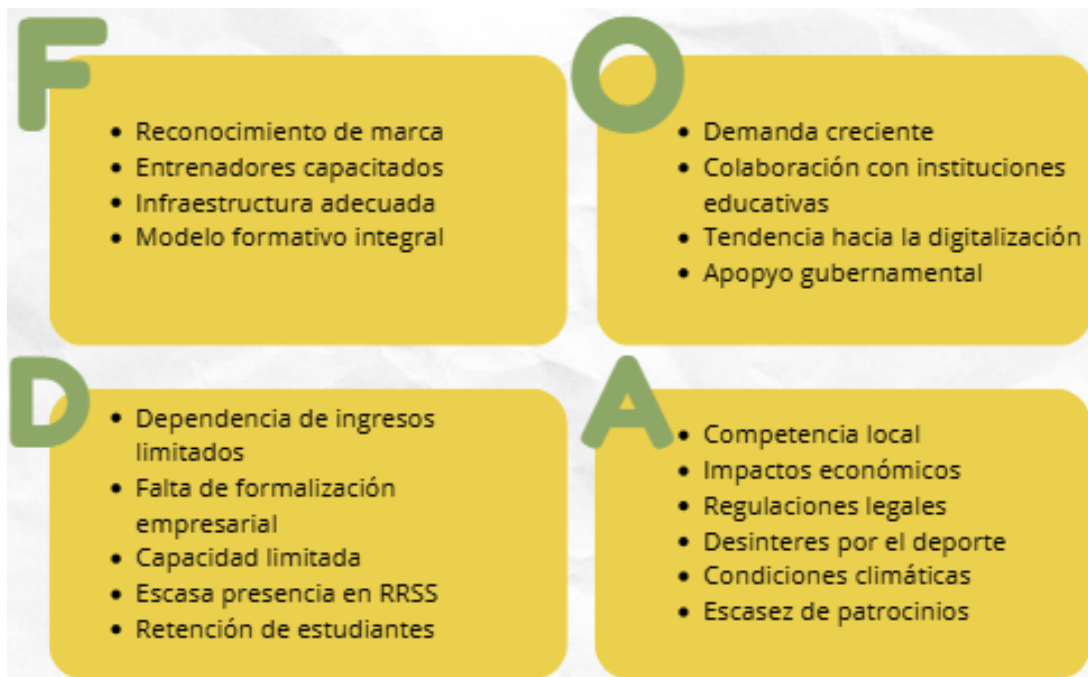 F
• Reconocimiento de marca
• Entrenadores capacitados
• Infraestructura adecuada
• Modelo formativo integral
O
• Demanda creciente
• Colaboración con instituciones
educativas
• Tendencia hacia la digitalización
• Apopyo gubernamental
D
• Dependencia de ingresos
limitados
• Falta de formalización
empresarial
• Capacidad limitada
• Escasa presencia en RRSS
• Retención de estudiantes
A
• Competencia local
• Impactos económicos
• Regulaciones legales
• Desinteres por el deporte
• Condiciones climáticas
• Escasez de patrocinios